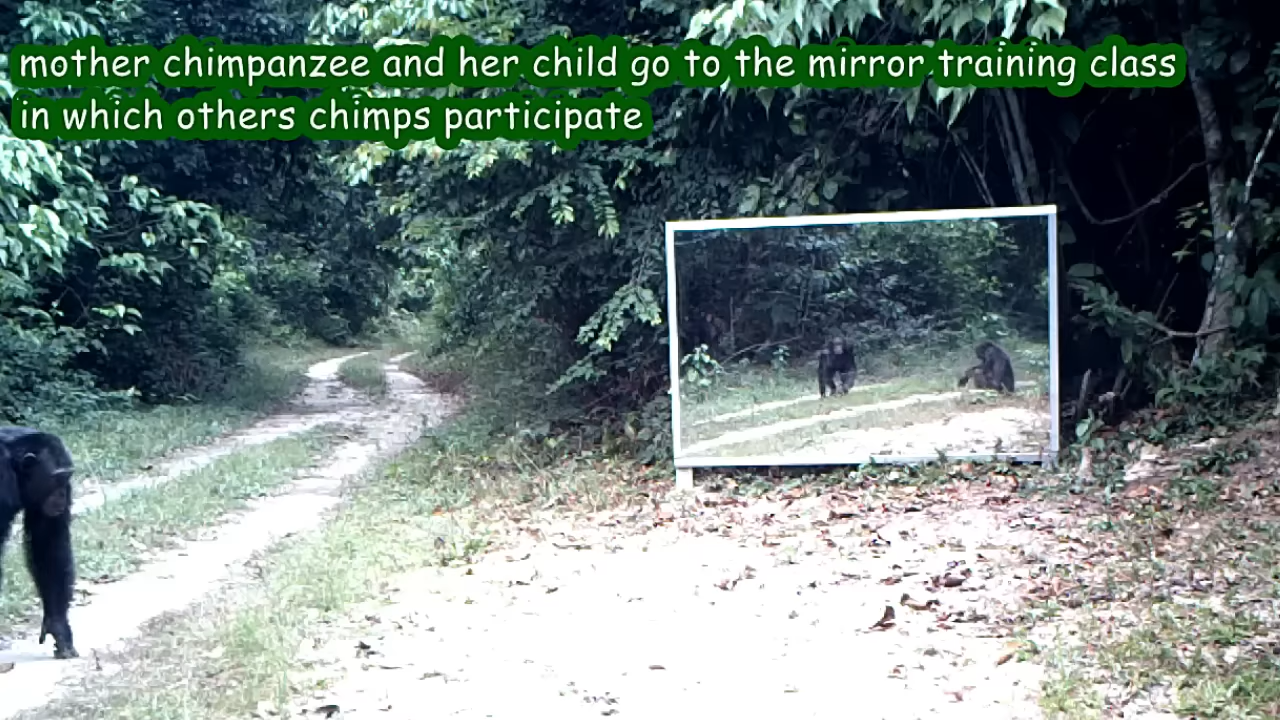 mother chimpanzee and her child go to the mirror training class
in which others chimps participate